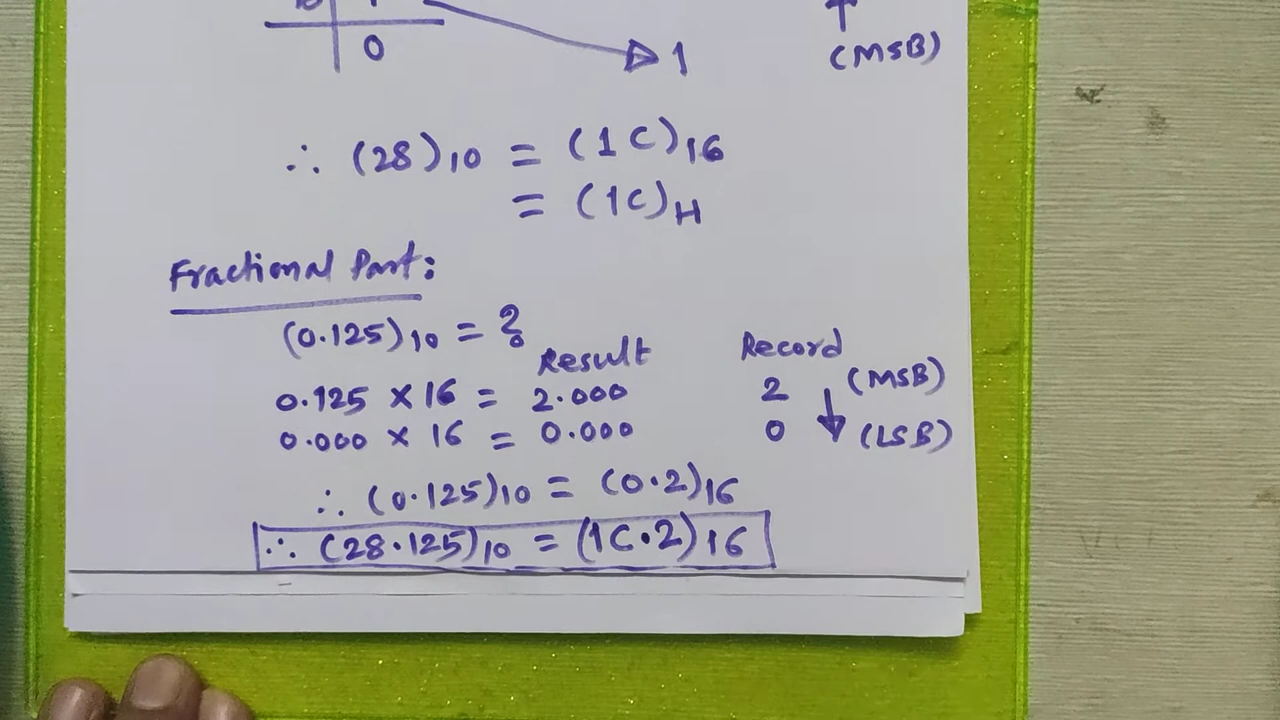 0 1 (MSB)
∴ (28)10 = (1C)16
= (1C)H
Fractional Part:
(0.125)10 = ?
Result Record
0.125 × 16 = 2.000 2 (MSB)
0.000 × 16 = 0.000 0 (LSB)
∴ (0.125)10 = (0.2)16
∴ (28.125)10 = (1C.2)16